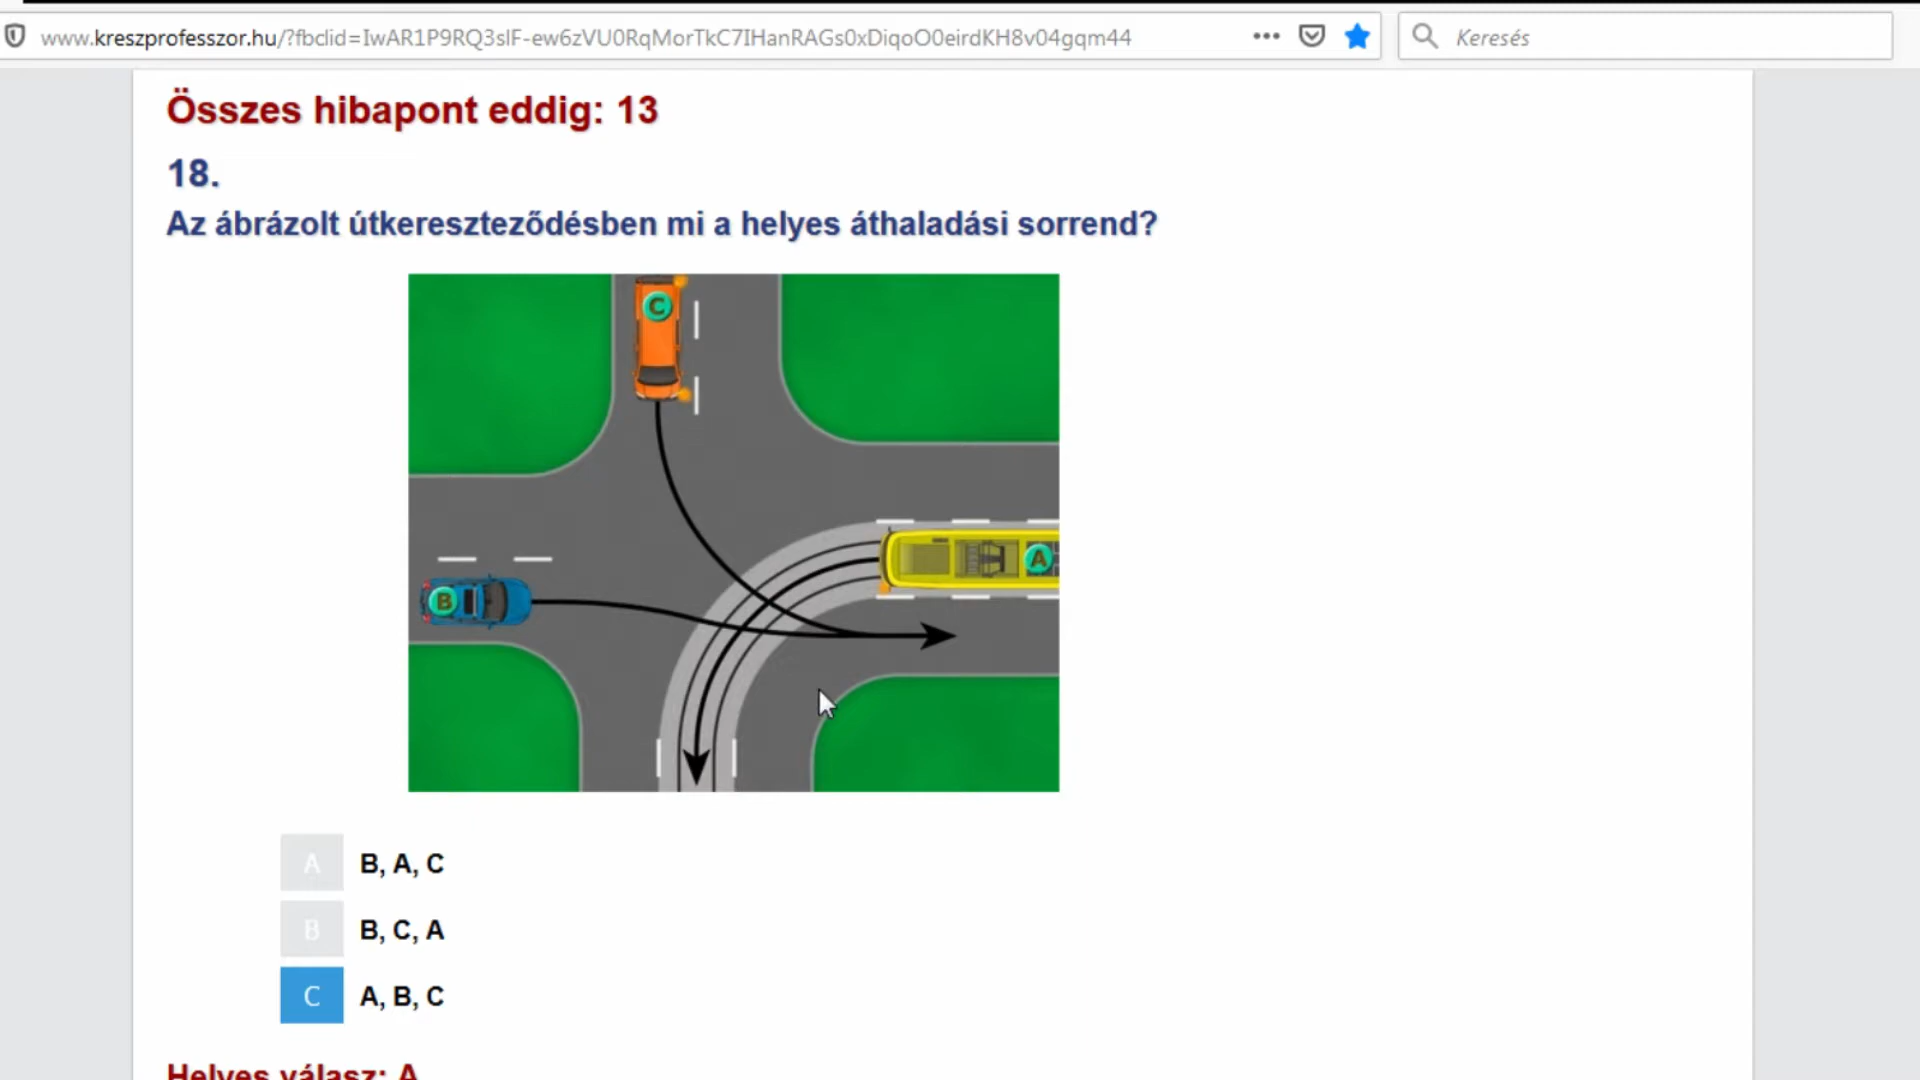 www.kreszprofesszor.hu/?fbclid=IwAR1P9RQ3slF-ew6zVU0RqMorTkC7IHanRAGs0xDiqoO0eirdKH8v04gqm44
Keresés
Összes hibapont eddig: 13
18.
Az ábrázolt útkereszteződésben mi a helyes áthaladási sorrend?
C
A
B
A B, A, C
B B, C, A
C A, B, C
Helyes válasz: A